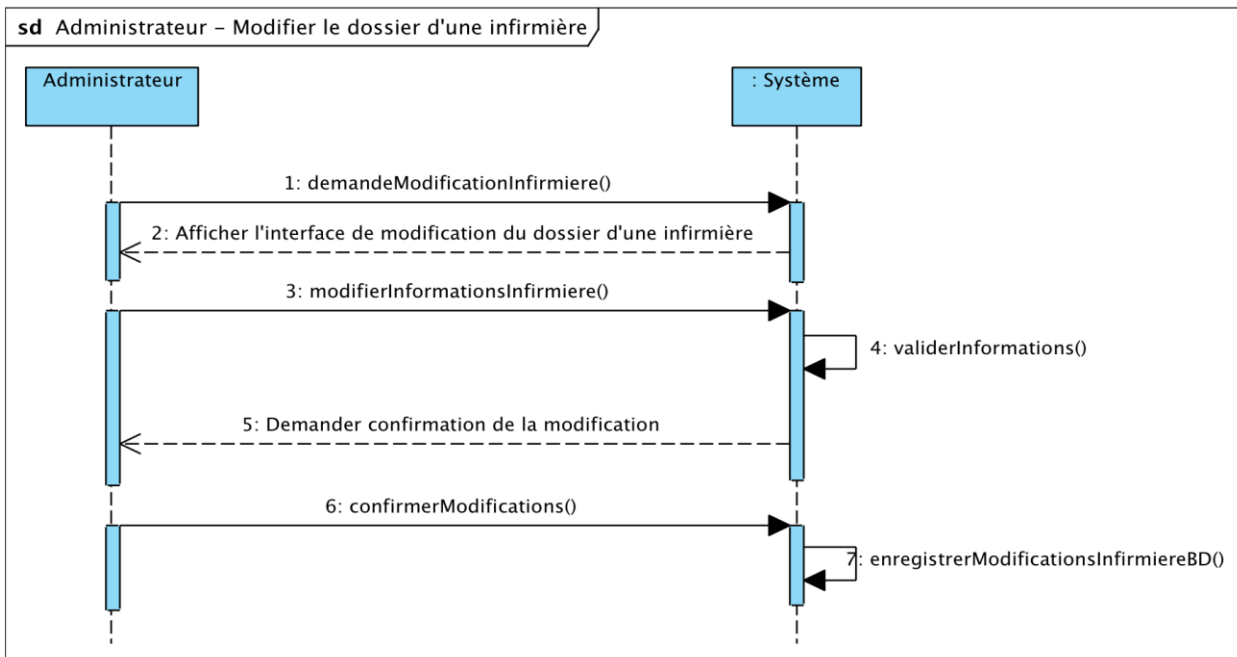 sd Administrateur – Modifier le dossier d'une infirmière
Administrateur
: Système
1: demandeModificationInfirmiere()
2: Afficher l'interface de modification du dossier d'une infirmière
3: modifierInformationsInfirmiere()
4: validerInformations()
5: Demander confirmation de la modification
6: confirmerModifications()
7: enregistrerModificationsInfirmiereBD()